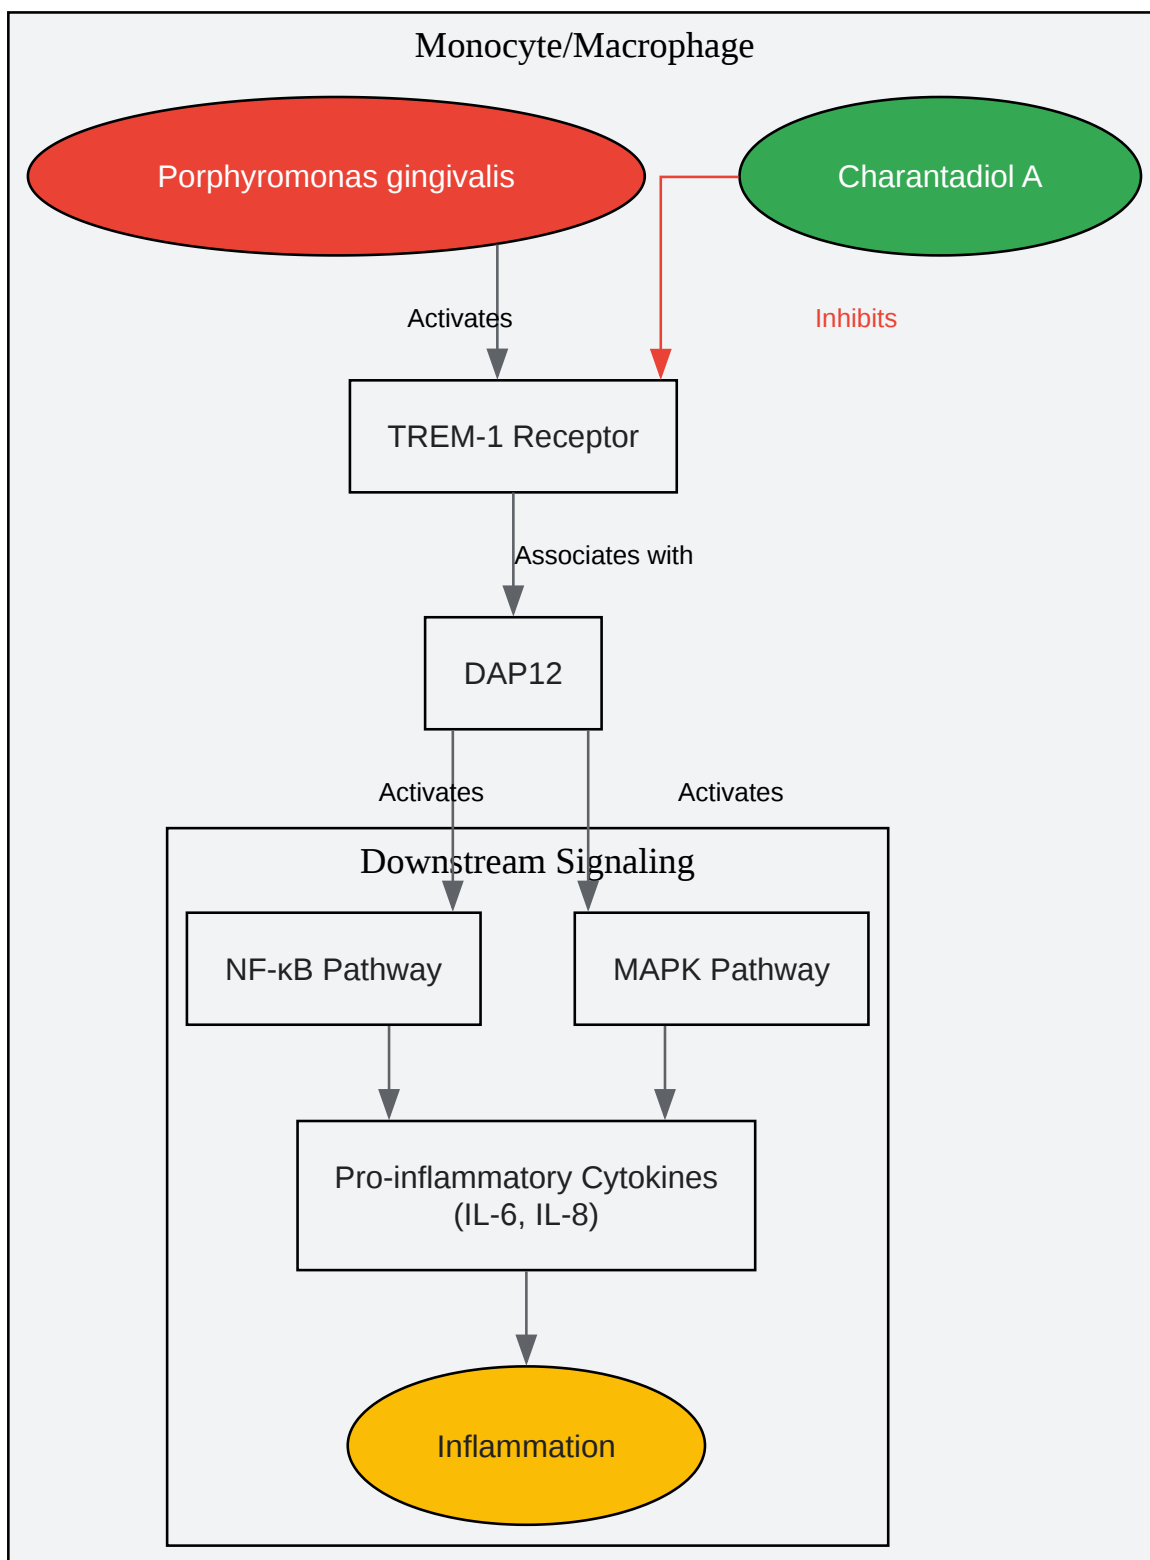 Monocyte/Macrophage
Porphyromonas gingivalis
Charantadiol A
Activates
Inhibits
TREM-1 Receptor
Associates with
DAP12
Activates
Activates
Downstream Signaling
NF-κB Pathway
MAPK Pathway
Pro-inflammatory Cytokines
(IL-6, IL-8)
Inflammation